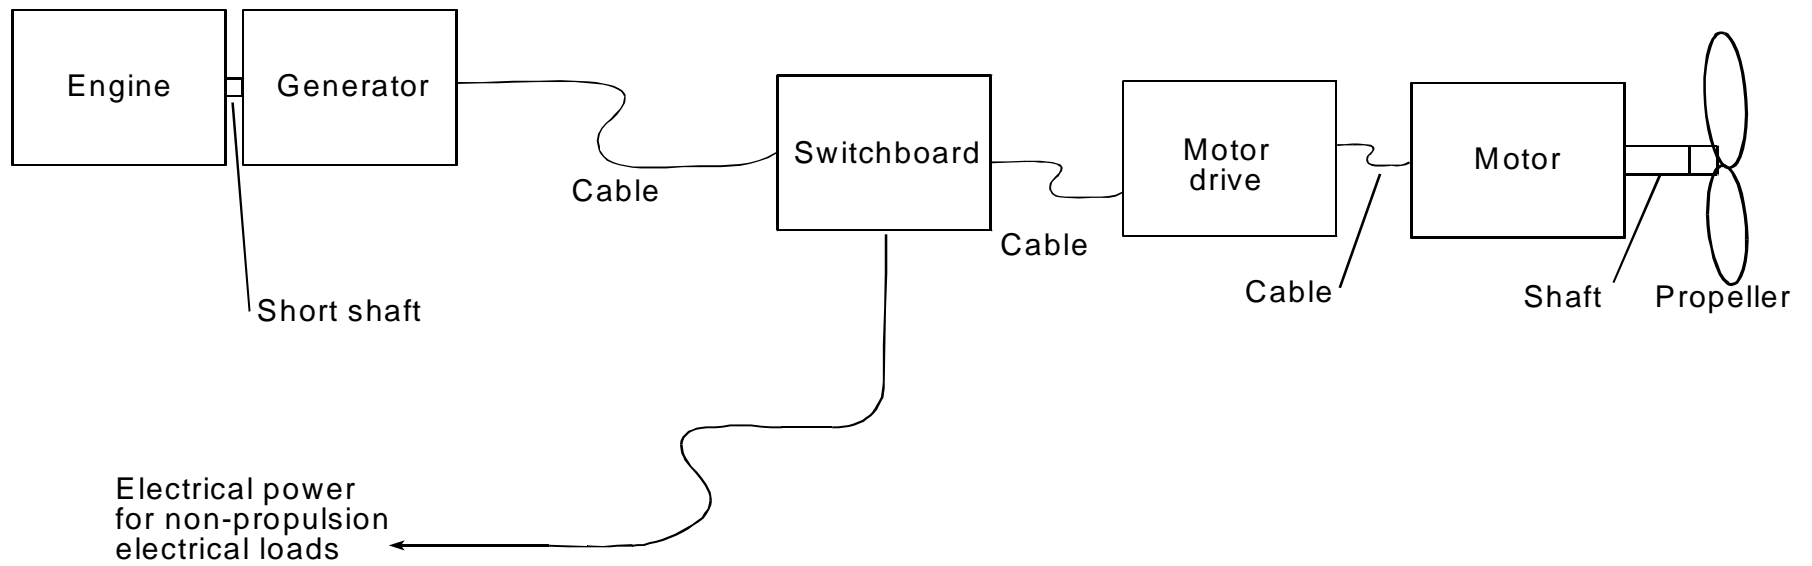 Engine
Generator
Switchboard
Motor
drive
Motor
Cable
Cable
Cable
Short shaft
Shaft
Propeller
Electrical power
for non-propulsion
electrical loads